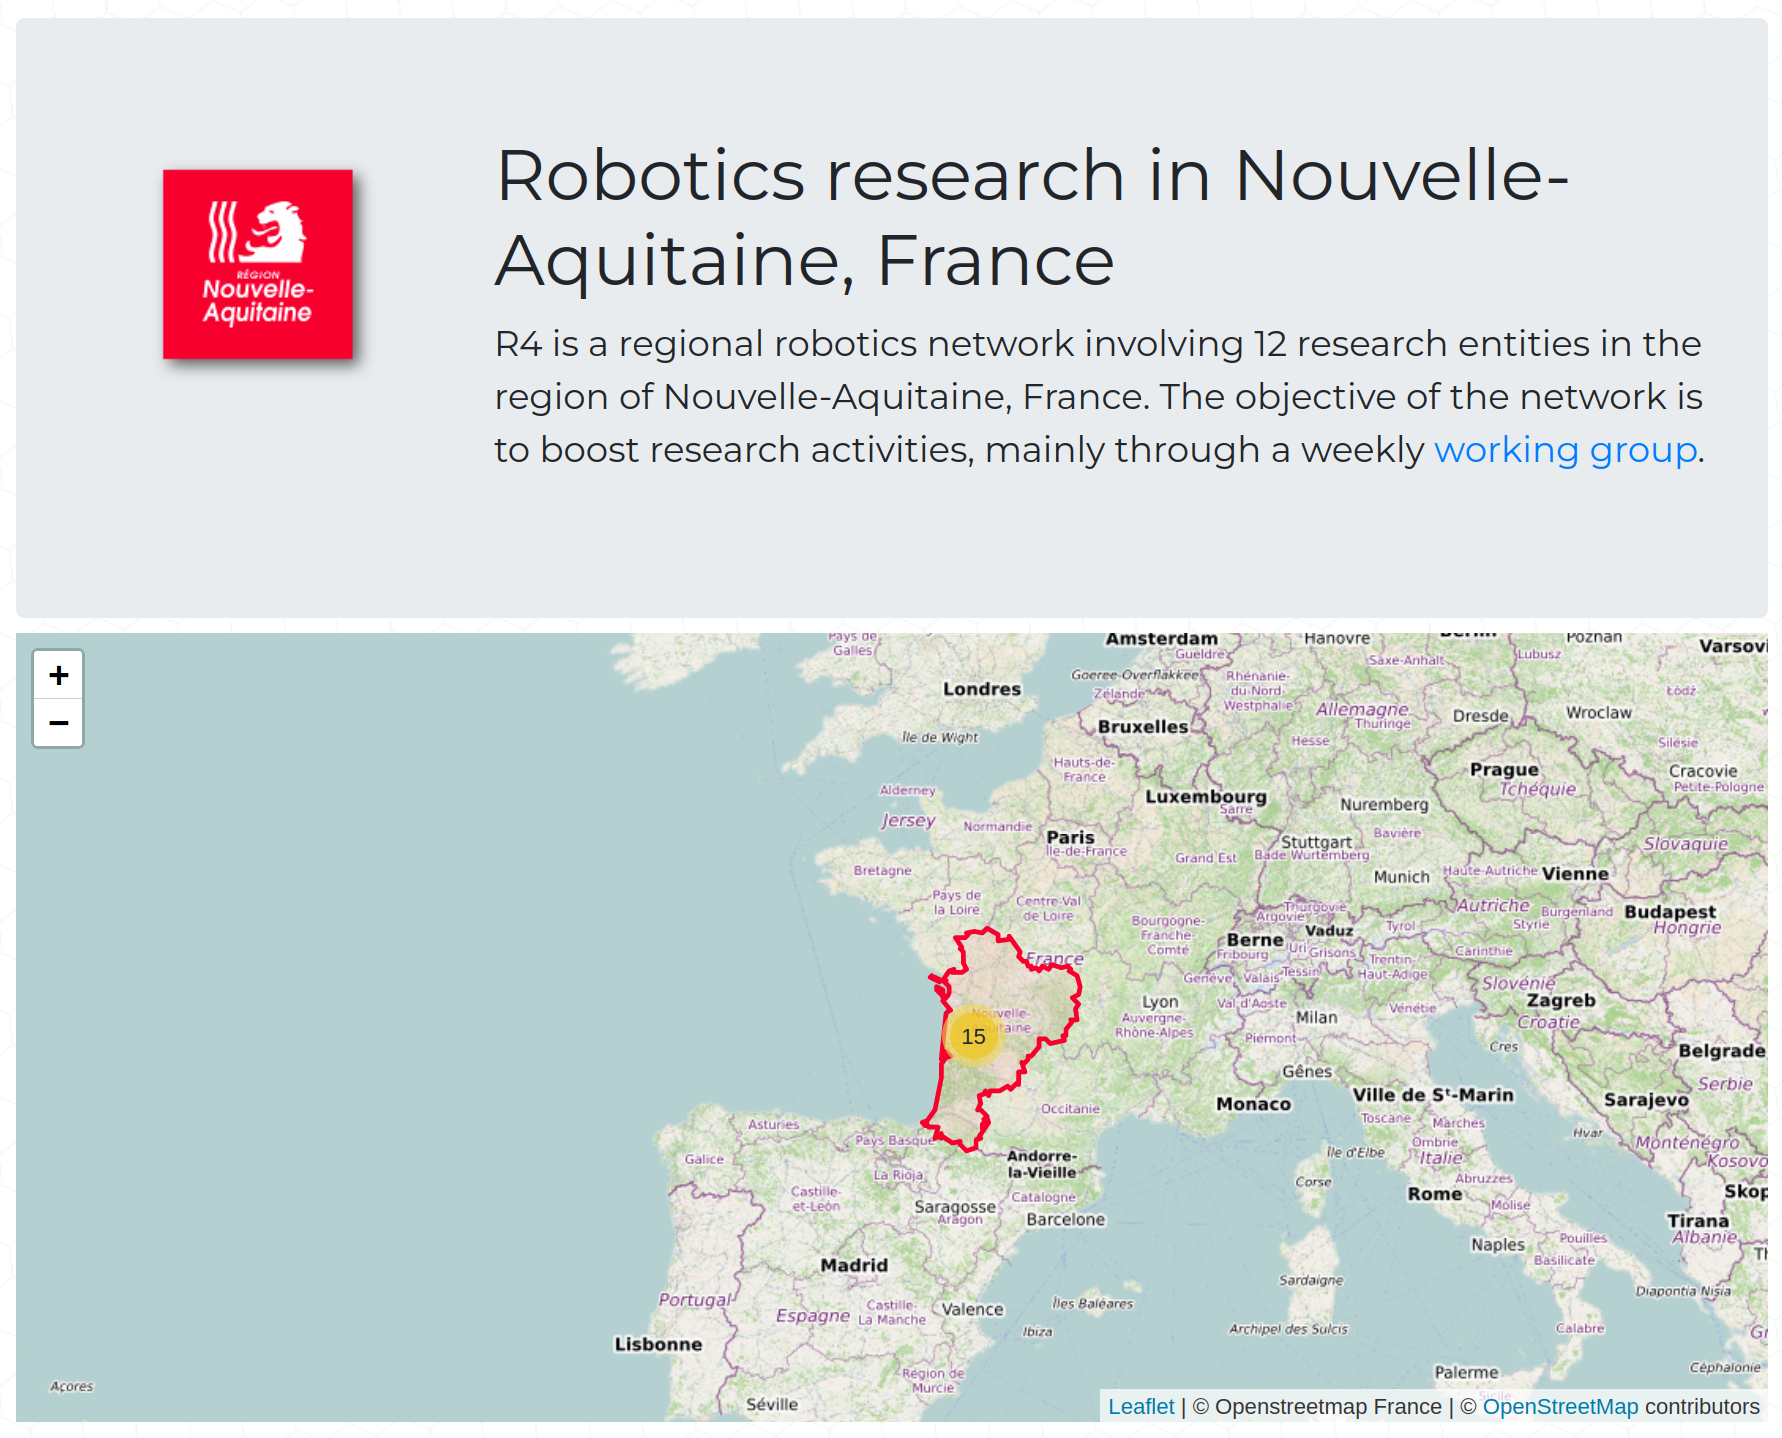 RÉGION
Nouvelle-
Aquitaine
Robotics research in Nouvelle-
Aquitaine, France
R4 is a regional robotics network involving 12 research entities in the
region of Nouvelle-Aquitaine, France. The objective of the network is
to boost research activities, mainly through a weekly working group.
+
−
Pays de
Galles
Amsterdam
Hanovre
Poznań
Varsovi
Gueldre
Saxe-Anhalt
Lubusz
Goeree-Overflakkee
Londres
Zélande
Rhénanie-
du-Nord-
Westphalie
Allemagne
Thuringe
Łódź
Bruxelles
Dresde
Wroclaw
Île de Wight
Hesse
Silésie
Hauts-de-
France
Prague
Tchéquie
Cracovie
Petite-Pologne
Alderney
Luxembourg
Sarre
Nuremberg
Jersey
Normandie
Paris
Île-de-France
Stuttgart
Bavière
Grand Est
Bade Wurtemberg
Slovaquie
Bretagne
Munich
Haute-Autriche
Vienne
Pays de
la Loire
Centre-Val
de Loire
Thurgovie
Argovie
Autriche
Burgenland
Budapest
Hongrie
Bourgogne-
Franche-
Comté
Berne
Fribourg
Vaduz
Uri
Grisons
Tyrol
Styrie
Carinthie
France
Trentin-
Haut-Adige
Genève
Valais
Tessin
Slovénie
Lyon
Val d'Aoste
Vénétie
Zagreb
Croatie
Nouvelle-
15
Auvergne-
Rhône-Alpes
Milan
Piémont
Cres
Belgrade
Gênes
Serbie
Monaco
Ville de Sᵗ-Marin
Sarajevo
Occitanie
Toscane
Marches
Asturies
Hvar
Pays Basque
Ombrie
Italie
Monténégro
Galice
Andorre-
la-Vieille
Île d'Elbe
Kosovo
La Rioja
Corse
Abruzzes
Castille-
et-León
Catalogne
Rome
Skop
Saragosse
Aragon
Barcelone
Molise
Tirana
Albanie
Naples
Pouilles
Madrid
Basilicate
Th
Sardaigne
Diapontia Nisia
Portugal
Espagne
Castille-
La Manche
Valence
Îles Baléares
Ibiza
Archipel des Sulcis
Calabre
Gr
Lisbonne
Céphalonie
Palerme
Région de
Murcie
Açores
Séville
Leaflet | © Openstreetmap France | © OpenStreetMap contributors